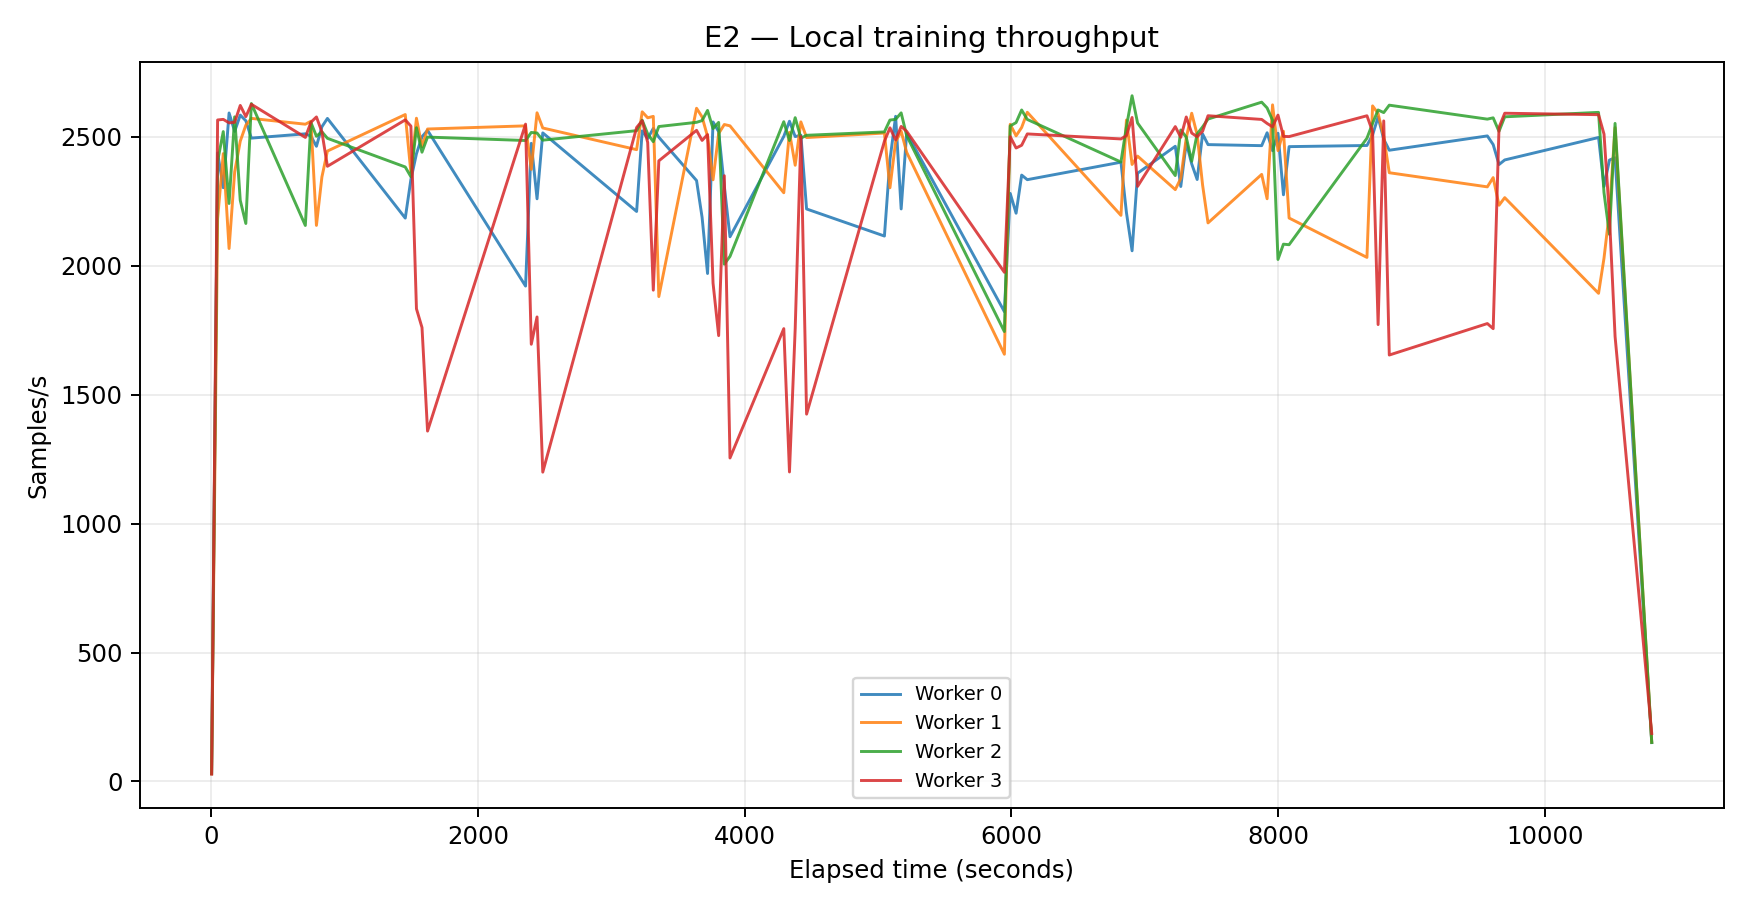 E2 — Local training throughput
Samples/s
2500
2000
1500
1000
500
0
0 2000 4000 6000 8000 10000
Elapsed time (seconds)
Worker 0
Worker 1
Worker 2
Worker 3